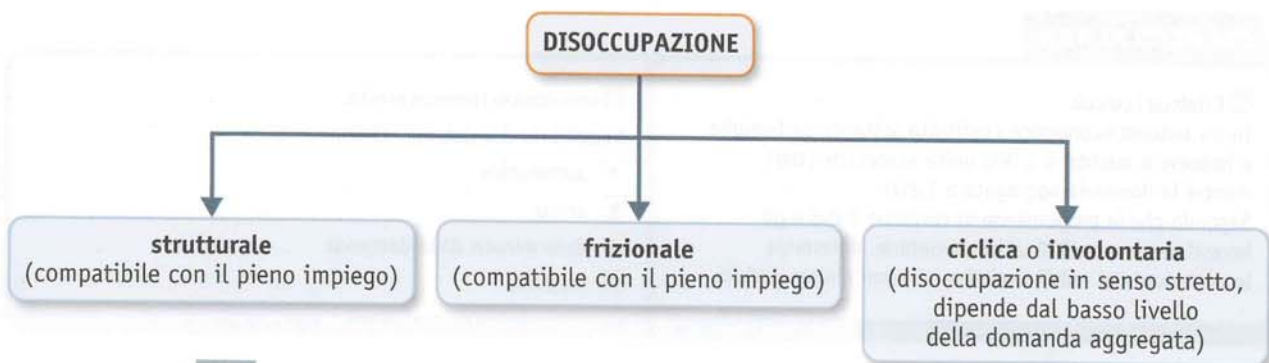 DISOCCUPAZIONE
strutturale
(compatibile con il pieno impiego)
frizionale
(compatibile con il pieno impiego)
ciclica o involontaria
(disoccupazione in senso stretto,
dipende dal basso livello
della domanda aggregata)